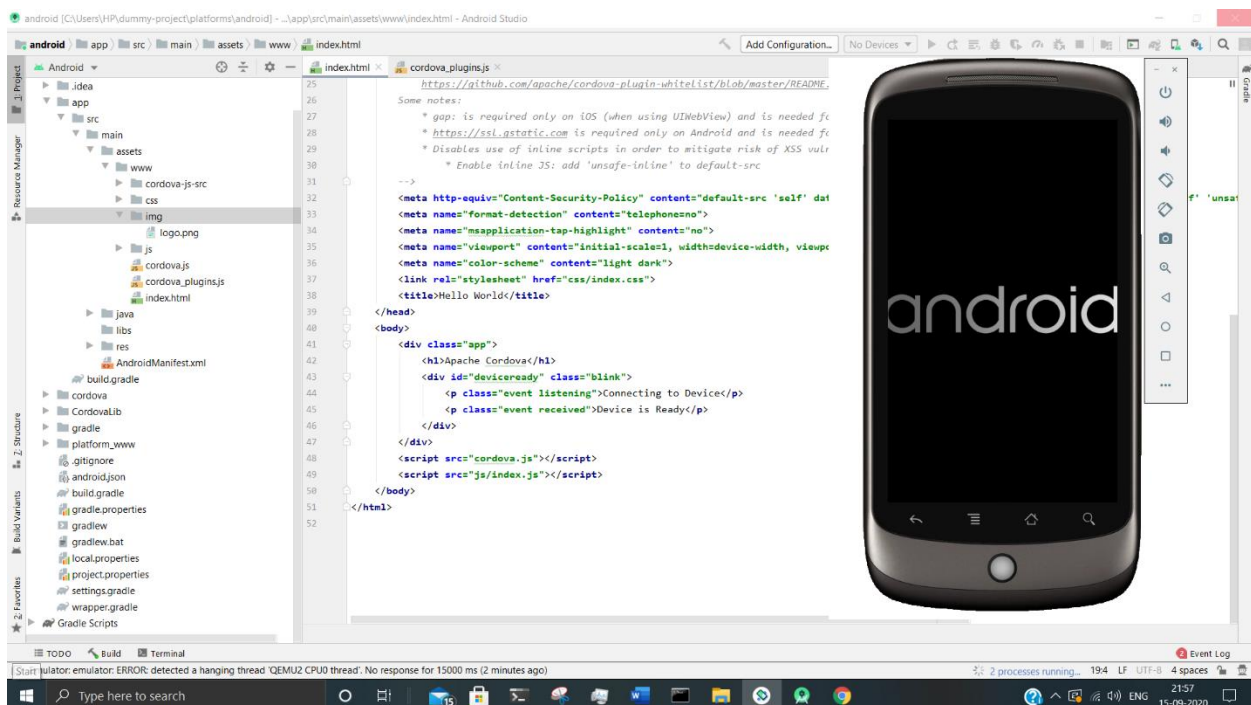 android [C:\Users\HP\dummy-project\platforms\android] - ...\app\src\main\assets\www\index.html - Android Studio
android app src main assets www index.html
Add Configuration... No Devices
Android
index.html cordova_plugins.js
1: Project
Resource Manager
Z: Structure
Build Variants
2: Favorites
Gradle
.idea
app
src
main
assets
www
cordova-js-src
css
img
logo.png
js
cordova.js
cordova_plugins.js
index.html
java
libs
res
AndroidManifest.xml
build.gradle
cordova
CordovaLib
gradle
platform_www
.gitignore
android.json
build.gradle
gradle.properties
gradlew
gradlew.bat
local.properties
project.properties
settings.gradle
wrapper.gradle
Gradle Scripts
25 https://github.com/apache/cordova-plugin-whitelist/blob/master/README.
26 Some notes:
27 * gap: is required only on iOS (when using UIWebView) and is needed fo
28 * https://ssl.gstatic.com is required only on Android and is needed fo
29 * Disables use of inline scripts in order to mitigate risk of XSS vuln
30 * Enable inline JS: add 'unsafe-inline' to default-src
31 -->
32 <meta http-equiv="Content-Security-Policy" content="default-src 'self' dat f' 'unsa
33 <meta name="format-detection" content="telephone=no">
34 <meta name="msapplication-tap-highlight" content="no">
35 <meta name="viewport" content="initial-scale=1, width=device-width, viewpo
36 <meta name="color-scheme" content="light dark">
37 <link rel="stylesheet" href="css/index.css">
38 <title>Hello World</title>
39 </head>
40 <body>
41 <div class="app">
42 <h1>Apache Cordova</h1>
43 <div id="deviceready" class="blink">
44 <p class="event listening">Connecting to Device</p>
45 <p class="event received">Device is Ready</p>
46 </div>
47 </div>
48 <script src="cordova.js"></script>
49 <script src="js/index.js"></script>
50 </body>
51 </html>
52
android
TODO Build Terminal
2 Event Log
Start ulator: emulator: ERROR: detected a hanging thread 'QEMU2 CPU0 thread'. No response for 15000 ms (2 minutes ago)
2 processes running... 19:4 LF UTF-8 4 spaces
Type here to search
15
ENG
21:57
15-09-2020